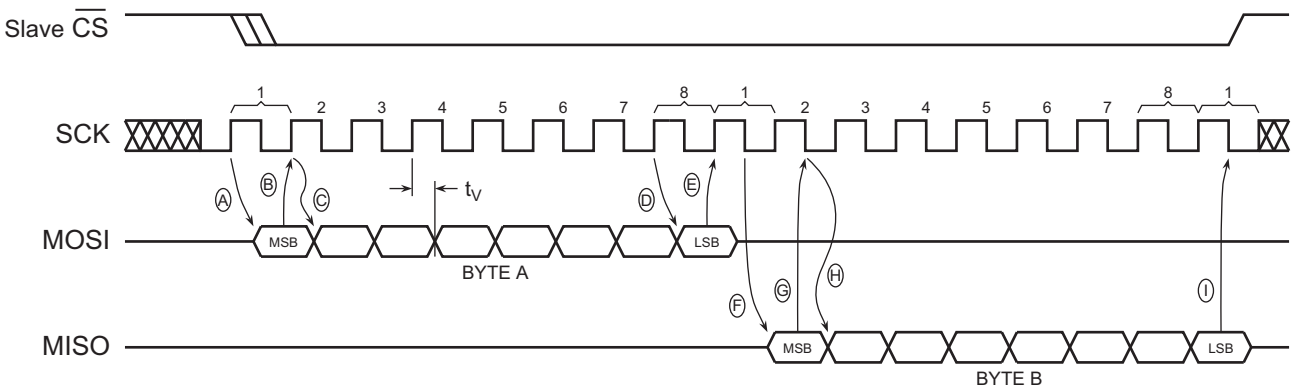 Slave CS
1 2 3 4 5 6 7 8 1 2 3 4 5 6 7 8 1
SCK
A B C t_V D E
MOSI MSB LSB
BYTE A
F G H I
MISO MSB LSB
BYTE B